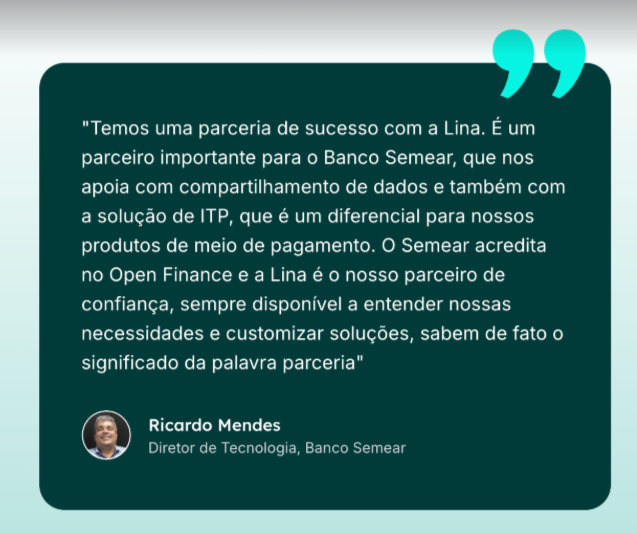 "Temos uma parceria de sucesso com a Lina. É um
parceiro importante para o Banco Semear, que nos
apoia com compartilhamento de dados e também com
a solução de ITP, que é um diferencial para nossos
produtos de meio de pagamento. O Semear acredita
no Open Finance e a Lina é o nosso parceiro de
confiança, sempre disponível a entender nossas
necessidades e customizar soluções, sabem de fato o
significado da palavra parceria"
Ricardo Mendes
Diretor de Tecnologia, Banco Semear